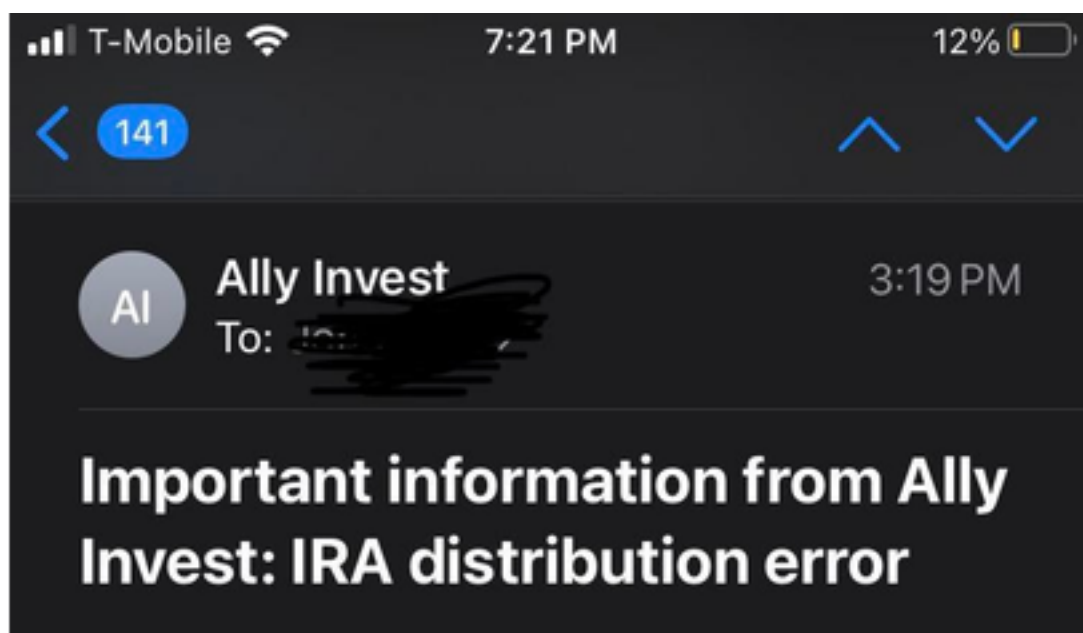 T-Mobile 7:21 PM 12%
141
AI Ally Invest 3:19 PM
To:
Important information from Ally
Invest: IRA distribution error